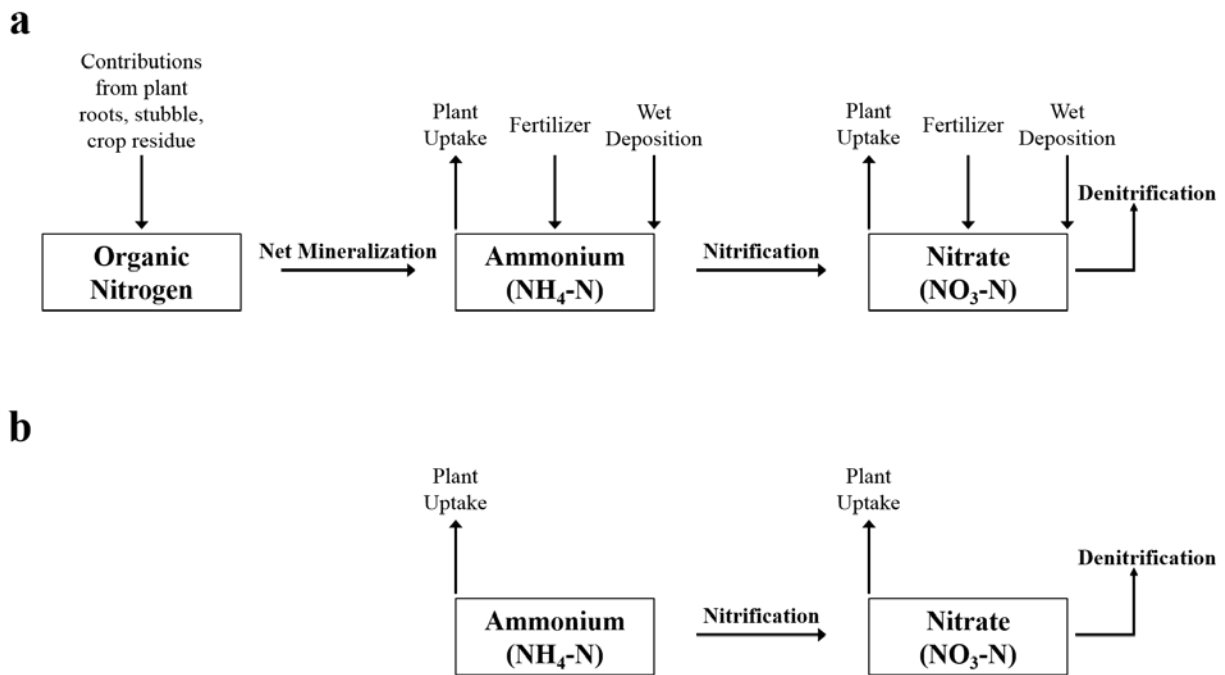 a
Contributions
from plant
roots, stubble,
crop residue
Plant
Uptake
Fertilizer
Wet
Deposition
Plant
Uptake
Fertilizer
Wet
Deposition
Denitrification
Organic
Nitrogen
Net Mineralization
Ammonium
(NH₄-N)
Nitrification
Nitrate
(NO₃-N)
b
Plant
Uptake
Plant
Uptake
Denitrification
Ammonium
(NH₄-N)
Nitrification
Nitrate
(NO₃-N)